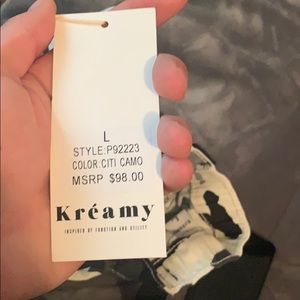 L
STYLE:P92223
COLOR:CITI CAMO
MSRP $98.00
Kréamy
INSPIRED BY FUNCTION AND UTILITY